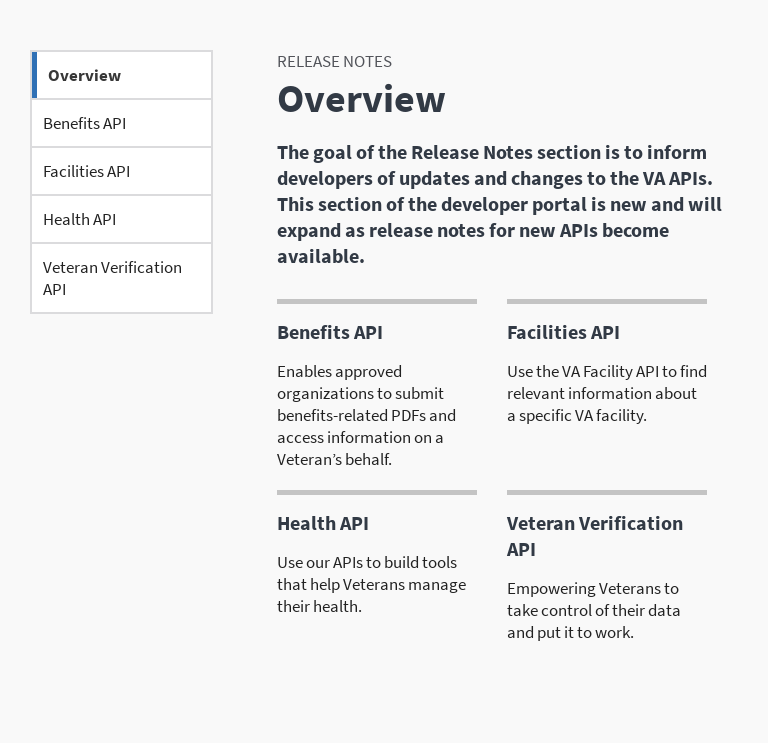 Overview
Benefits API
Facilities API
Health API
Veteran Verification
API
RELEASE NOTES
Overview
The goal of the Release Notes section is to inform
developers of updates and changes to the VA APIs.
This section of the developer portal is new and will
expand as release notes for new APIs become
available.
Benefits API
Enables approved
organizations to submit
benefits-related PDFs and
access information on a
Veteran’s behalf.
Facilities API
Use the VA Facility API to find
relevant information about
a specific VA facility.
Health API
Use our APIs to build tools
that help Veterans manage
their health.
Veteran Verification
API
Empowering Veterans to
take control of their data
and put it to work.